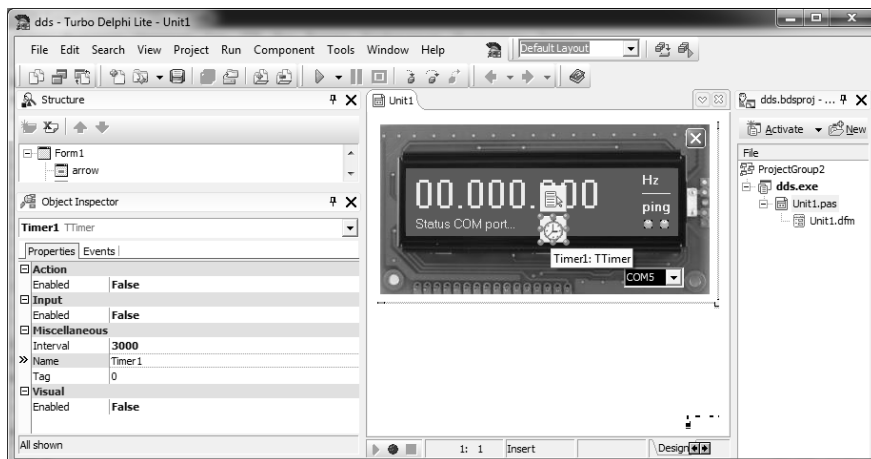 dds - Turbo Delphi Lite - Unit1
File Edit Search View Project Run Component Tools Window Help
Default Layout
Structure
Form1
arrow
Object Inspector
Timer1 TTimer
Properties Events
Action
Enabled False
Input
Enabled False
Miscellaneous
Interval 3000
Name Timer1
Tag 0
Visual
Enabled False
All shown
Unit1
00.000.000
Hz
ping
Status COM port...
Timer1: TTimer
COM5
1: 1 Insert
Design
dds.bdsproj - ...
Activate New
File
ProjectGroup2
dds.exe
Unit1.pas
Unit1.dfm